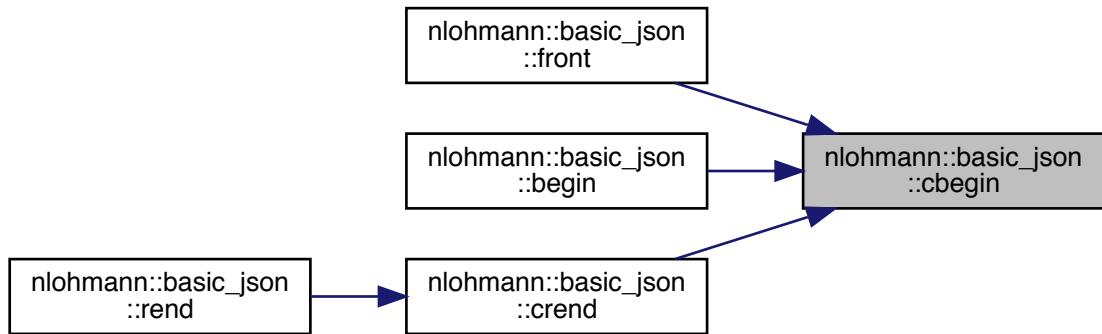 nlohmann::basic_json
::front
nlohmann::basic_json
::begin
nlohmann::basic_json
::cbegin
nlohmann::basic_json
::rend
nlohmann::basic_json
::crend